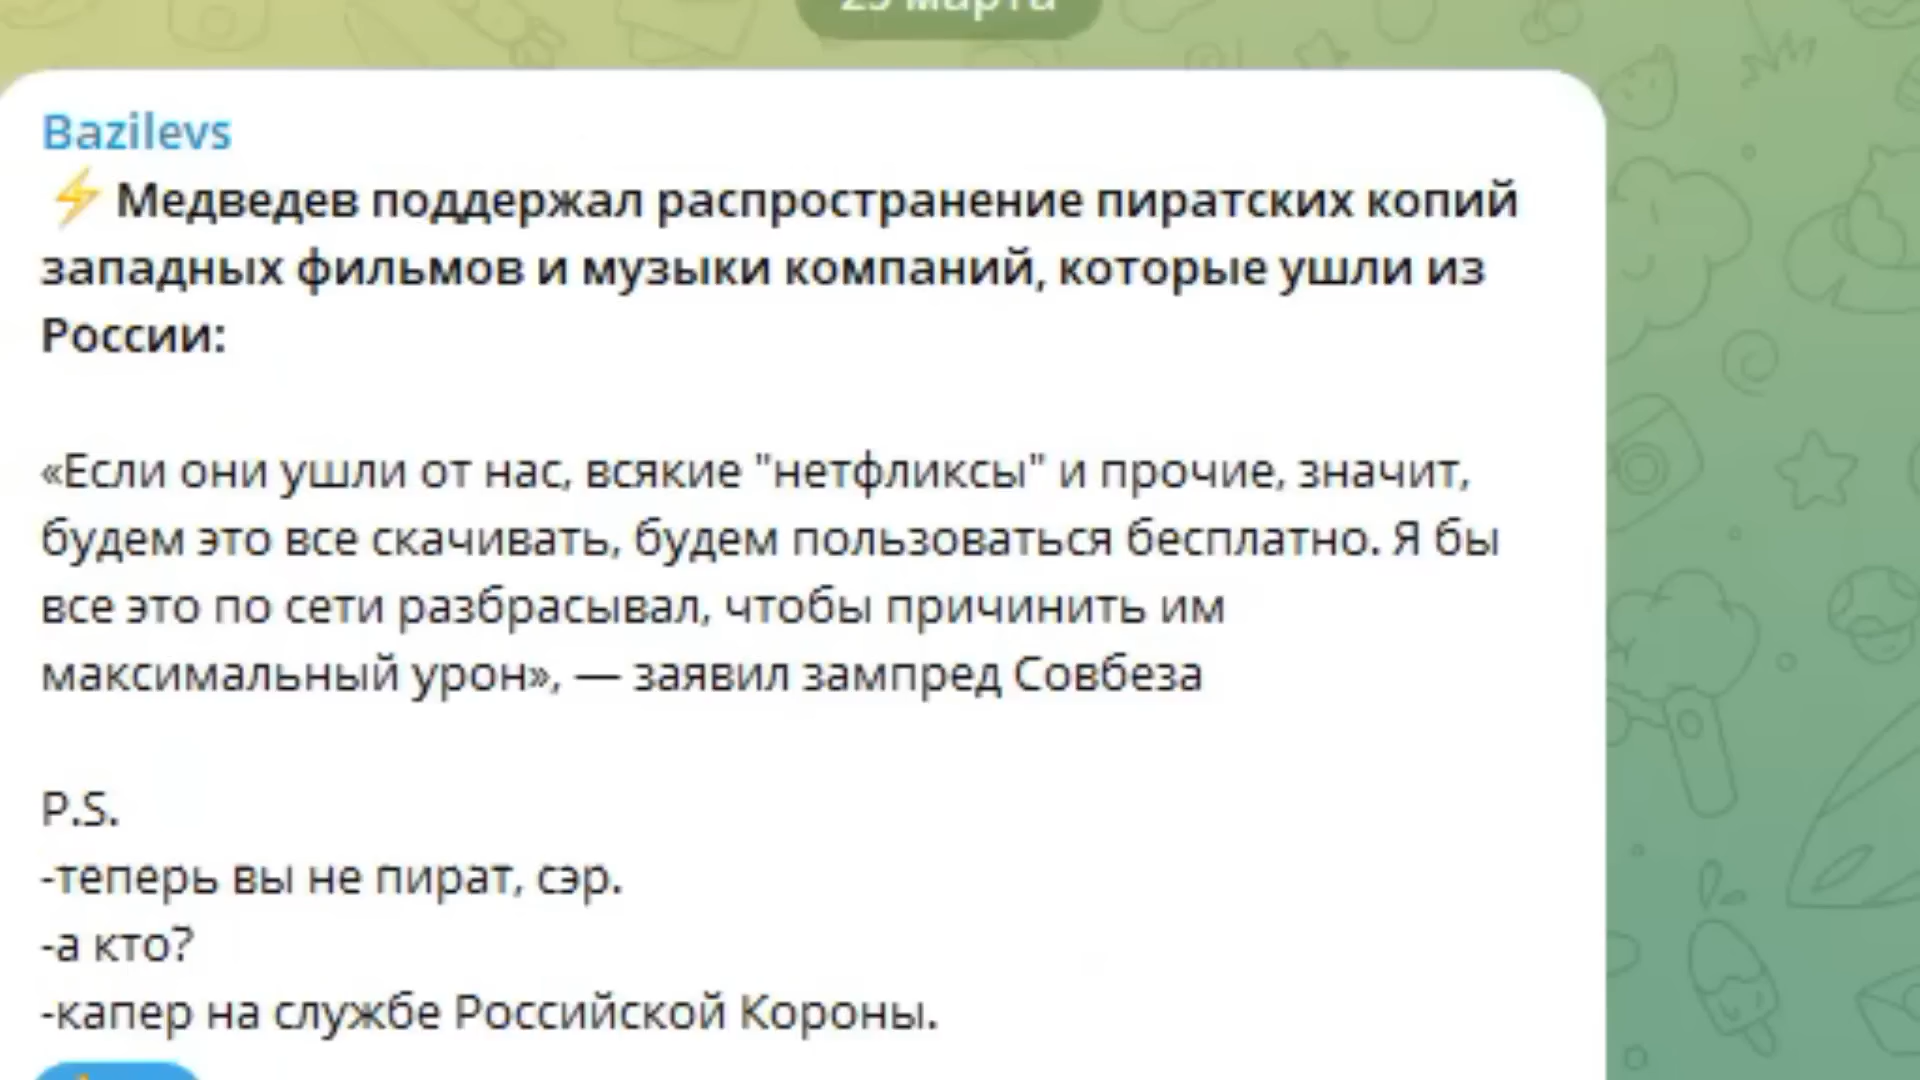 Bazilevs
⚡ Медведев поддержал распространение пиратских копий
западных фильмов и музыки компаний, которые ушли из
России:
«Если они ушли от нас, всякие "нетфликсы" и прочие, значит,
будем это все скачивать, будем пользоваться бесплатно. Я бы
все это по сети разбрасывал, чтобы причинить им
максимальный урон», — заявил зампред Совбеза
P.S.
-теперь вы не пират, сэр.
-а кто?
-капер на службе Российской Короны.